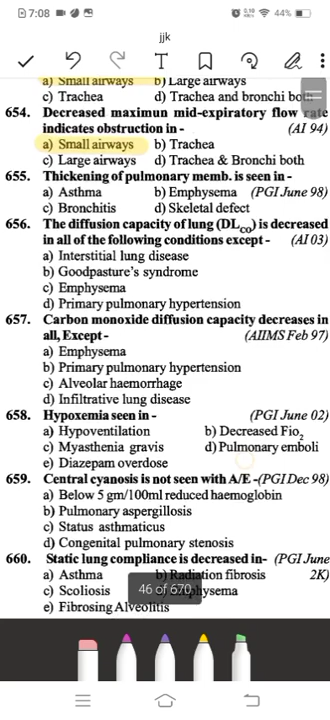 7:08
0.10 KB/S 44%
jjk
a) Small airways b) Large airways
c) Trachea d) Trachea and bronchi both
654. Decreased maximun mid-expiratory flow rate
indicates obstruction in - (AI 94)
a) Small airways b) Trachea
c) Large airways d) Trachea & Bronchi both
655. Thickening of pulmonary memb. is seen in -
a) Asthma b) Emphysema (PGI June 98)
c) Bronchitis d) Skeletal defect
656. The diffusion capacity of lung (DLco) is decreased
in all of the following conditions except - (AI 03)
a) Interstitial lung disease
b) Goodpasture's syndrome
c) Emphysema
d) Primary pulmonary hypertension
657. Carbon monoxide diffusion capacity decreases in
all, Except - (AIIMS Feb 97)
a) Emphysema
b) Primary pulmonary hypertension
c) Alveolar haemorrhage
d) Infiltrative lung disease
658. Hypoxemia seen in - (PGI June 02)
a) Hypoventilation b) Decreased Fio2
c) Myasthenia gravis d) Pulmonary emboli
e) Diazepam overdose
659. Central cyanosis is not seen with A/E -(PGI Dec 98)
a) Below 5 gm/100ml reduced haemoglobin
b) Pulmonary aspergillosis
c) Status asthmaticus
d) Congenital pulmonary stenosis
660. Static lung compliance is decreased in- (PGI June
a) Asthma b) Radiation fibrosis 2K)
c) Scoliosis physema
e) Fibrosing Alveolitis
46 of 670